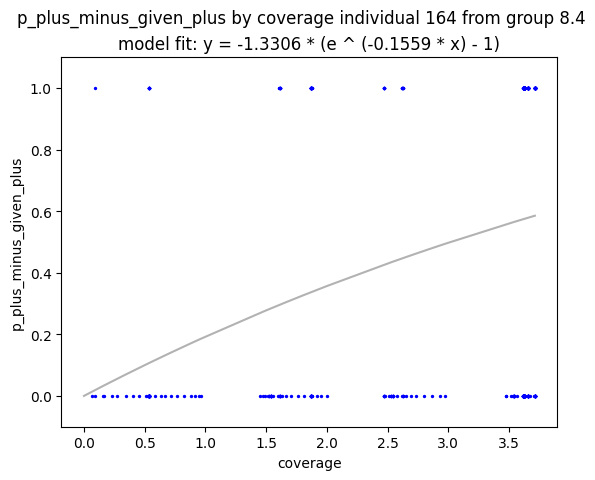 p_plus_minus_given_plus by coverage individual 164 from group 8.4
model fit: y = -1.3306 * (e ^ (-0.1559 * x) - 1)
p_plus_minus_given_plus
1.0
0.8
0.6
0.4
0.2
0.0
0.0 0.5 1.0 1.5 2.0 2.5 3.0 3.5
coverage